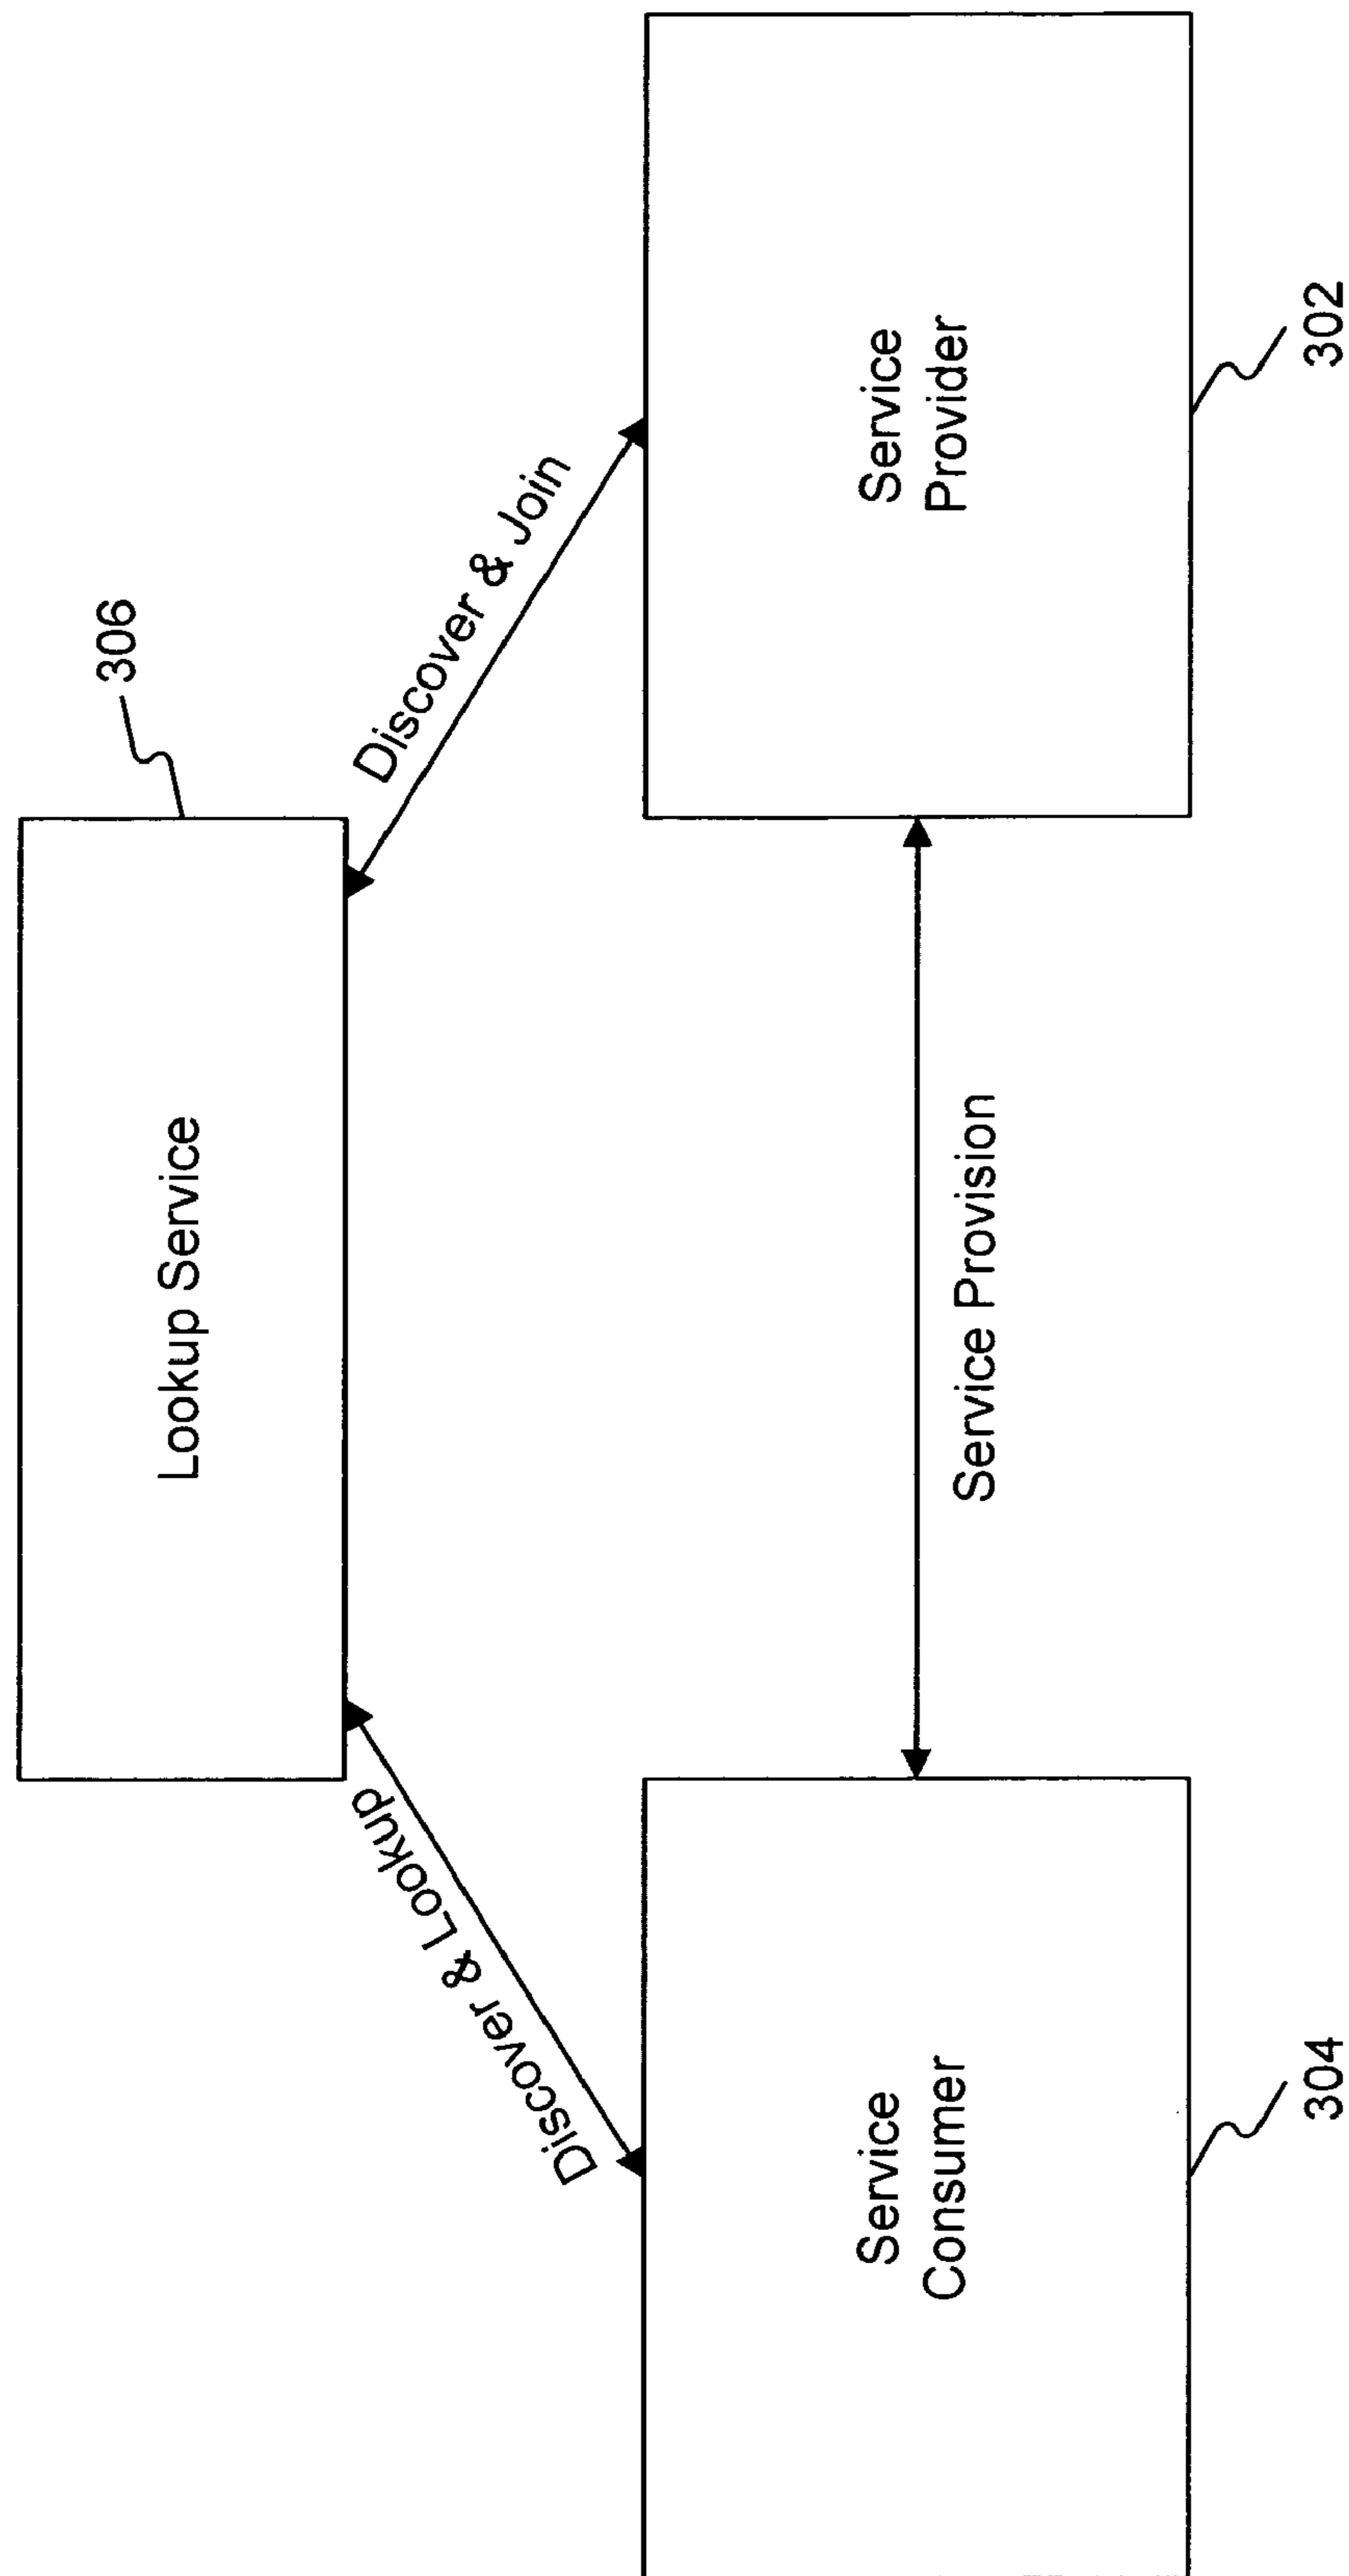 306
Lookup Service
Discover & Lookup
Discover & Join
Service
Consumer
Service Provision
Service
Provider
304
302